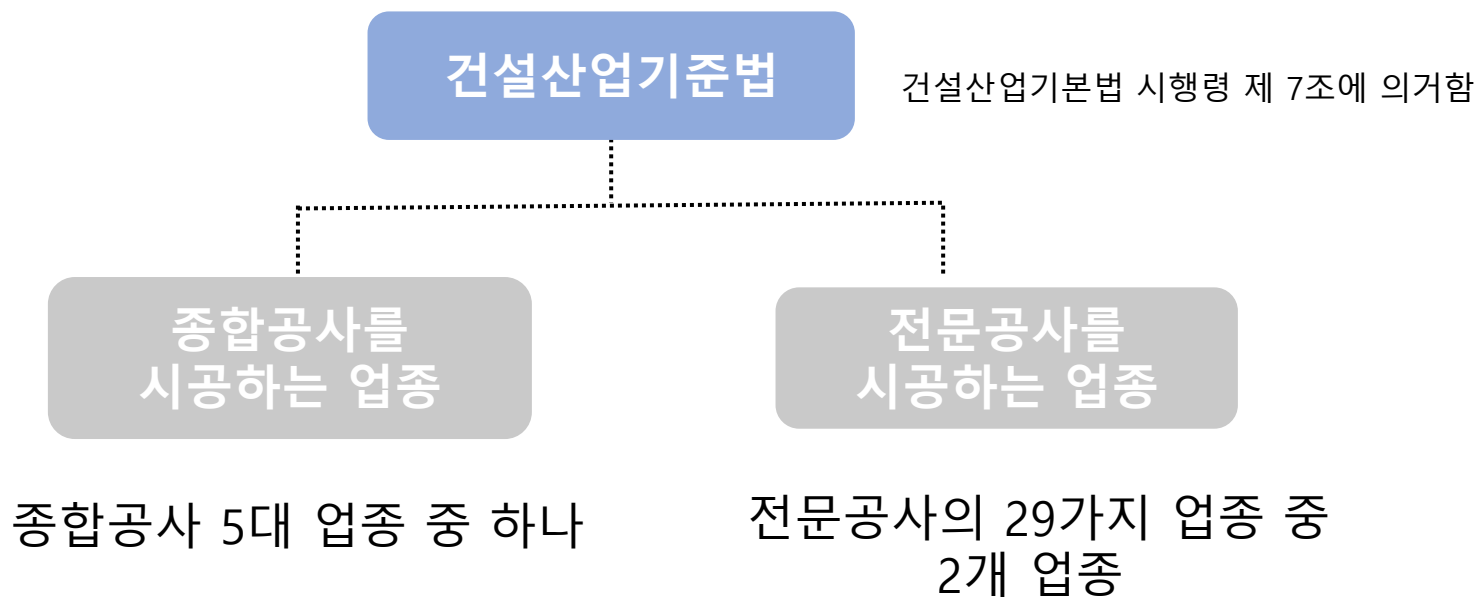 건설산업기준법
건설산업기본법 시행령 제 7조에 의거함
종합공사를
시공하는 업종
전문공사를
시공하는 업종
종합공사 5대 업종 중 하나
전문공사의 29가지 업종 중
2개 업종